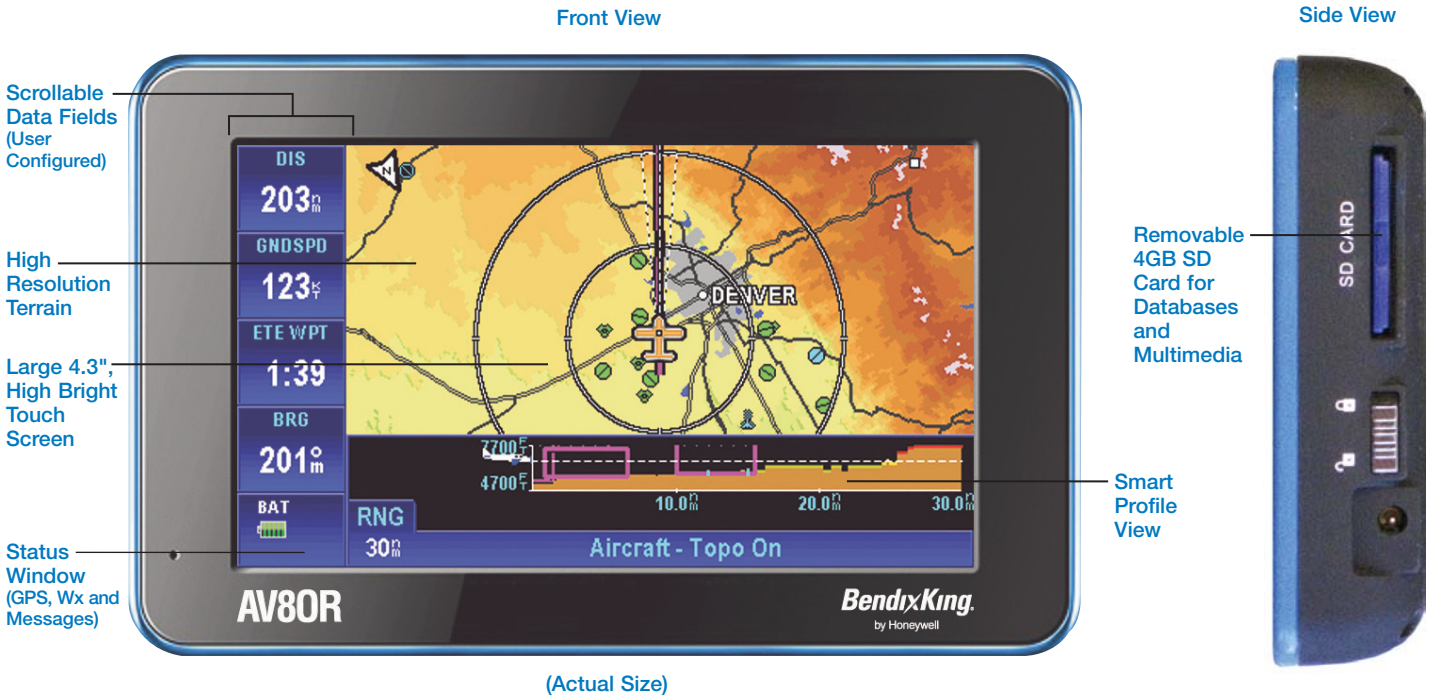 Front View
Side View
Scrollable
Data Fields
(User
Configured)
High
Resolution
Terrain
Large 4.3",
High Bright
Touch
Screen
Status
Window
(GPS, Wx and
Messages)
DIS
203nm
GNDSPD
123KT
ETE WPT
1:39
BRG
201°m
BAT
N
DENVER
7700FT
4700FT
10.0nm
20.0nm
30.0nm
RNG
30nm
Aircraft - Topo On
AV8OR
BendixKing.
by Honeywell
Smart
Profile
View
(Actual Size)
Removable
4GB SD
Card for
Databases
and
Multimedia
SD CARD